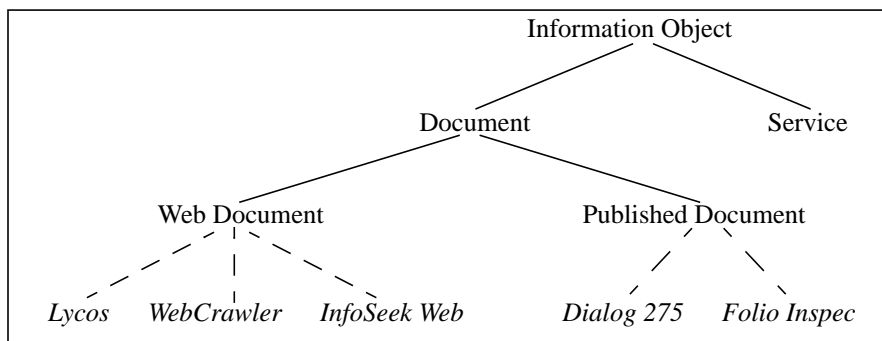 Information Object
Document Service
Web Document Published Document
Lycos WebCrawler InfoSeek Web Dialog 275 Folio Inspec